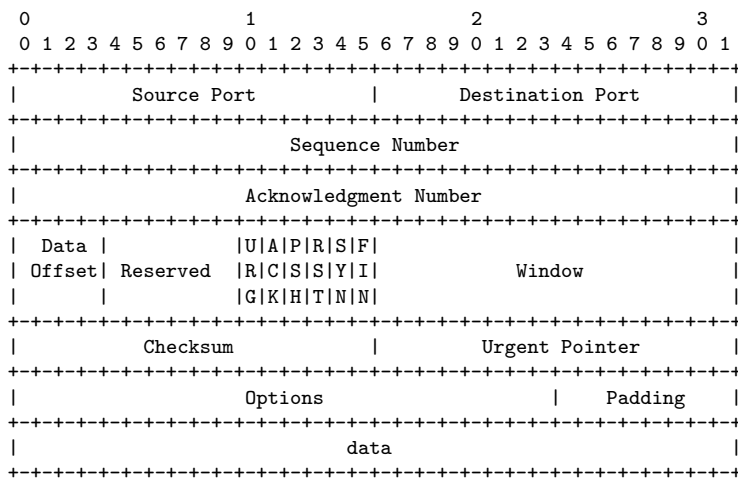 0                   1                   2                   3
 0 1 2 3 4 5 6 7 8 9 0 1 2 3 4 5 6 7 8 9 0 1 2 3 4 5 6 7 8 9 0 1
+-+-+-+-+-+-+-+-+-+-+-+-+-+-+-+-+-+-+-+-+-+-+-+-+-+-+-+-+-+-+-+-+
|          Source Port          |       Destination Port        |
+-+-+-+-+-+-+-+-+-+-+-+-+-+-+-+-+-+-+-+-+-+-+-+-+-+-+-+-+-+-+-+-+
|                        Sequence Number                        |
+-+-+-+-+-+-+-+-+-+-+-+-+-+-+-+-+-+-+-+-+-+-+-+-+-+-+-+-+-+-+-+-+
|                    Acknowledgment Number                      |
+-+-+-+-+-+-+-+-+-+-+-+-+-+-+-+-+-+-+-+-+-+-+-+-+-+-+-+-+-+-+-+-+
|  Data |           |U|A|P|R|S|F|                               |
| Offset| Reserved  |R|C|S|S|Y|I|            Window             |
|       |           |G|K|H|T|N|N|                               |
+-+-+-+-+-+-+-+-+-+-+-+-+-+-+-+-+-+-+-+-+-+-+-+-+-+-+-+-+-+-+-+-+
|           Checksum            |         Urgent Pointer        |
+-+-+-+-+-+-+-+-+-+-+-+-+-+-+-+-+-+-+-+-+-+-+-+-+-+-+-+-+-+-+-+-+
|                    Options                    |    Padding    |
+-+-+-+-+-+-+-+-+-+-+-+-+-+-+-+-+-+-+-+-+-+-+-+-+-+-+-+-+-+-+-+-+
|                             data                              |
+-+-+-+-+-+-+-+-+-+-+-+-+-+-+-+-+-+-+-+-+-+-+-+-+-+-+-+-+-+-+-+-+